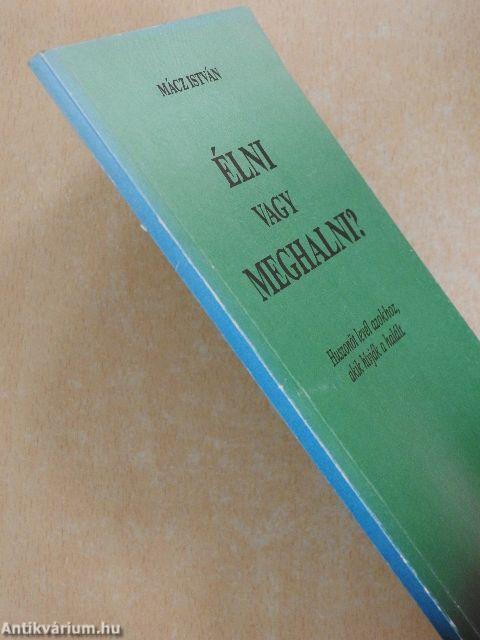 MÁCZ ISTVÁN
ÉLNI
VAGY
MEGHALNI?
Huszonöt levél azokhoz,
akik hívják a halált
Antikvárium.hu